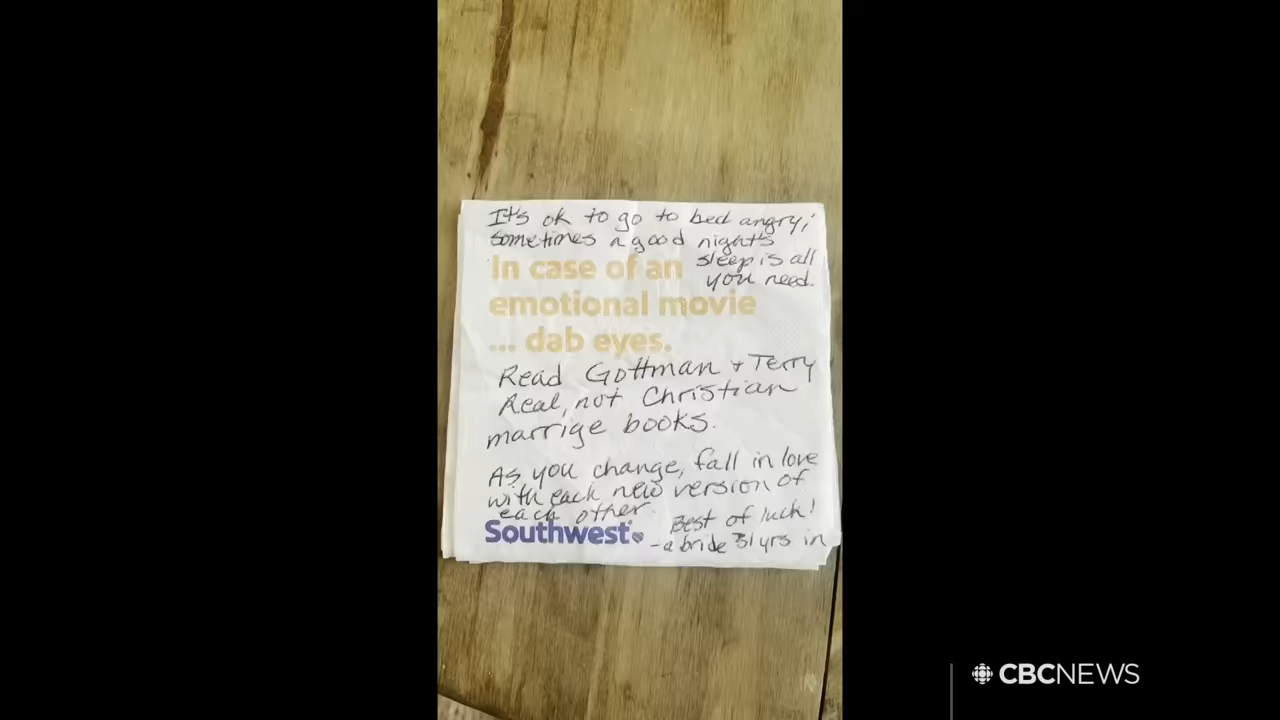 It's ok to go to bed angry;
sometimes a good night's
sleep is all
you need.
In case of an
emotional movie
... dab eyes.
Read Gottman + Terry
Real, not Christian
marrige books.
As you change, fall in love
with each new version of
each other.
Best of luck!
- a bride 31 yrs in
Southwest
CBCNEWS